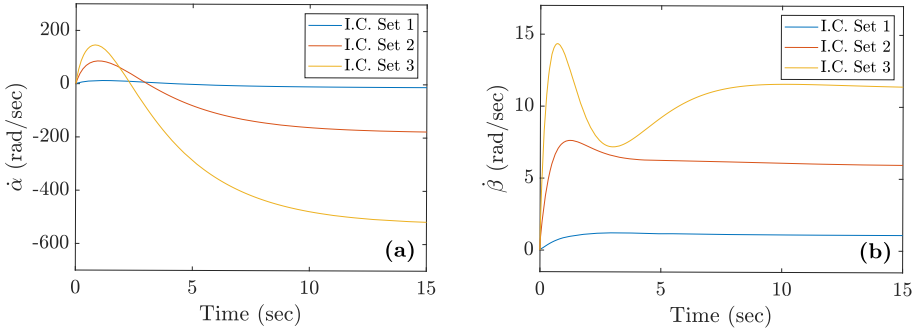 200
0
-200
-400
-600
α̇ (rad/sec)
I.C. Set 1
I.C. Set 2
I.C. Set 3
(a)
0
5
10
15
Time (sec)
15
10
5
0
β̇ (rad/sec)
I.C. Set 1
I.C. Set 2
I.C. Set 3
(b)
0
5
10
15
Time (sec)